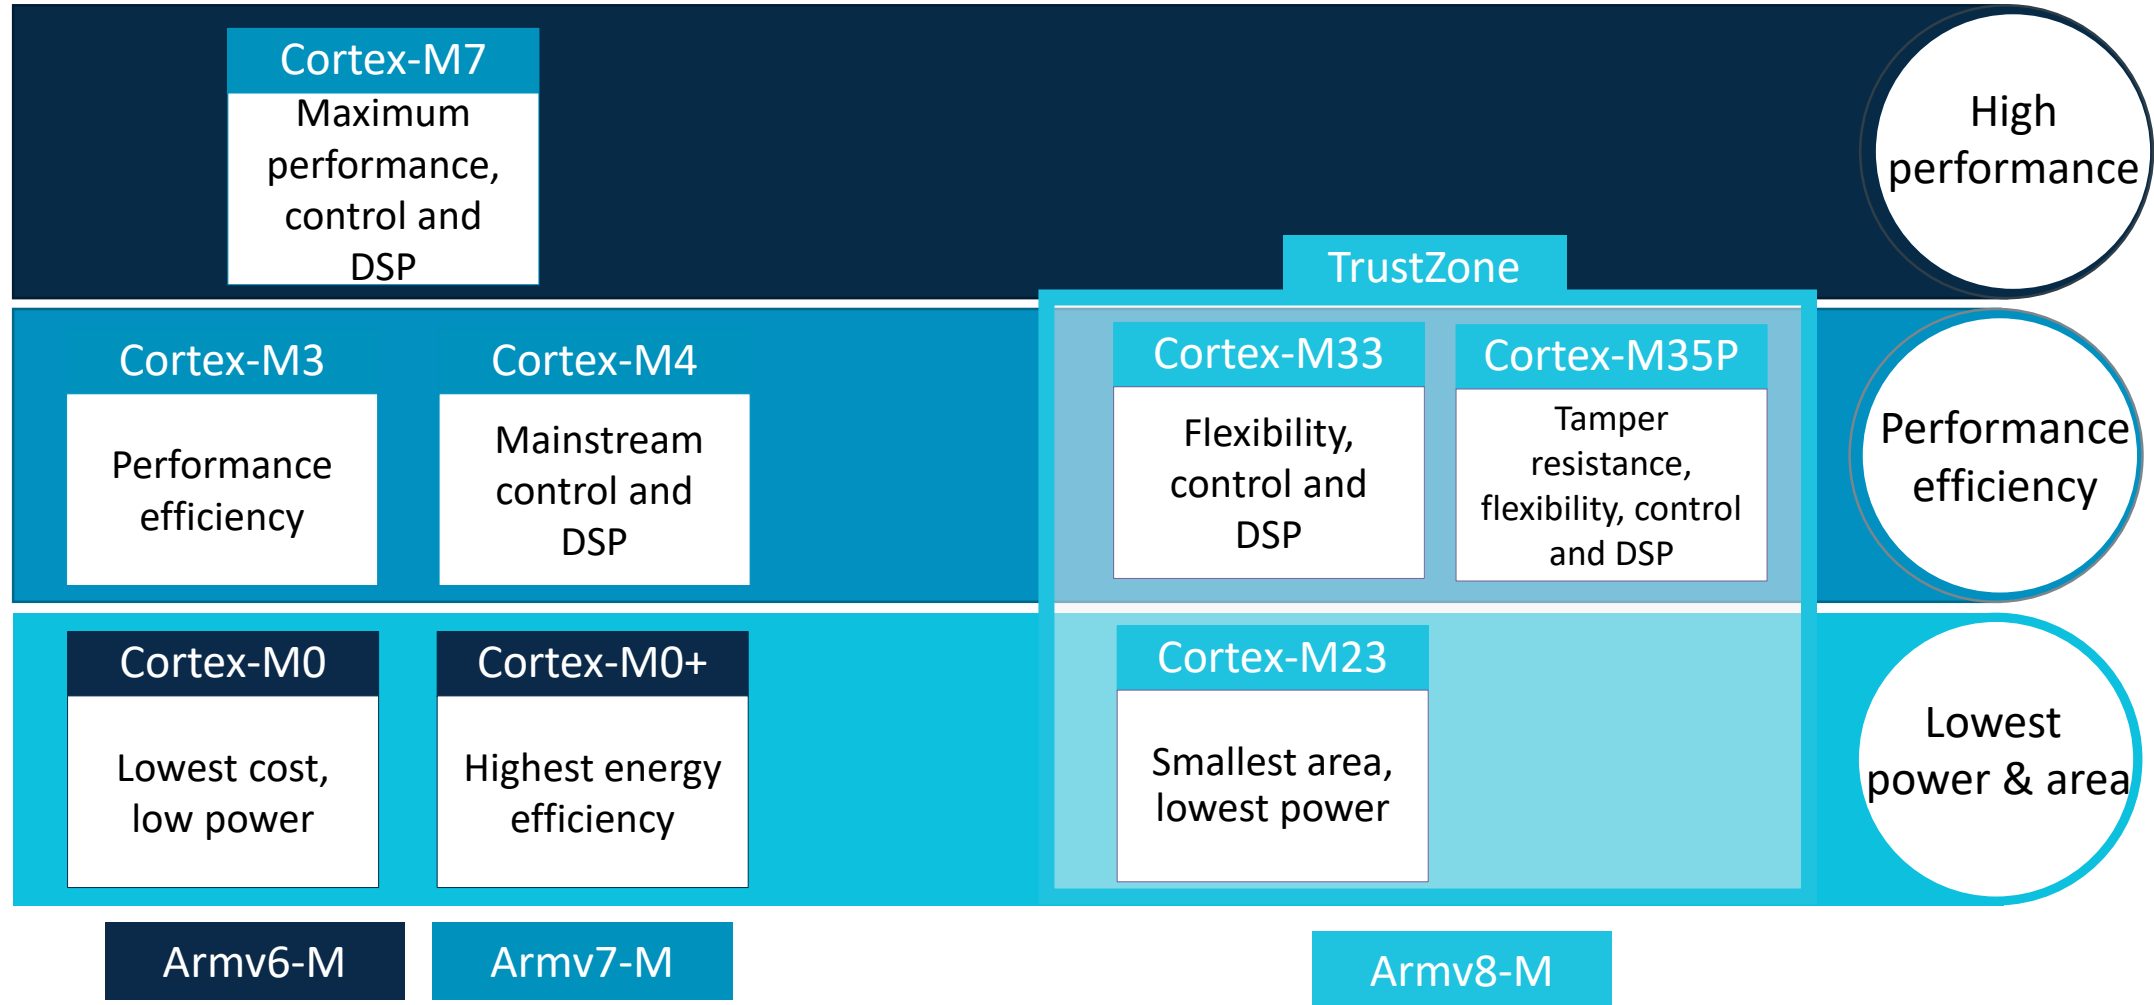 Cortex-M7
Maximum
performance,
control and
DSP
High
performance
TrustZone
Cortex-M3
Performance
efficiency
Cortex-M4
Mainstream
control and
DSP
Cortex-M33
Flexibility,
control and
DSP
Cortex-M35P
Tamper
resistance,
flexibility, control
and DSP
Performance
efficiency
Cortex-M0
Lowest cost,
low power
Cortex-M0+
Highest energy
efficiency
Cortex-M23
Smallest area,
lowest power
Lowest
power & area
Armv6-M
Armv7-M
Armv8-M